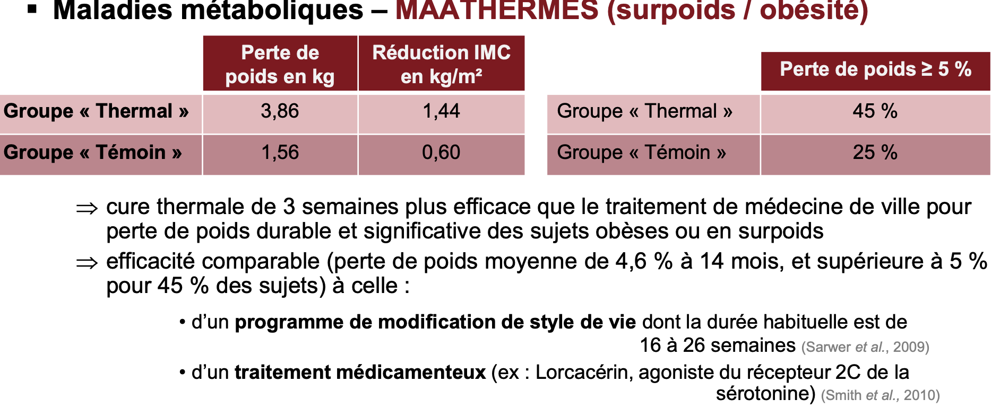 ▪ Maladies métaboliques – MAATHERMES (surpoids / obésité)
Perte de poids en kg
Réduction IMC en kg/m²
Groupe « Thermal » 3,86 1,44
Groupe « Témoin » 1,56 0,60
Perte de poids ≥ 5 %
Groupe « Thermal » 45 %
Groupe « Témoin » 25 %
⇒ cure thermale de 3 semaines plus efficace que le traitement de médecine de ville pour
perte de poids durable et significative des sujets obèses ou en surpoids
⇒ efficacité comparable (perte de poids moyenne de 4,6 % à 14 mois, et supérieure à 5 %
pour 45 % des sujets) à celle :
• d’un programme de modification de style de vie dont la durée habituelle est de
16 à 26 semaines (Sarwer et al., 2009)
• d’un traitement médicamenteux (ex : Lorcacérin, agoniste du récepteur 2C de la
sérotonine) (Smith et al., 2010)